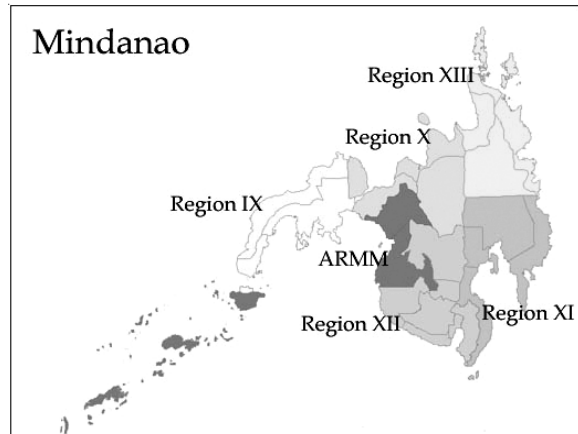 Mindanao
Region XIII
Region X
Region IX
ARMM
Region XII
Region XI